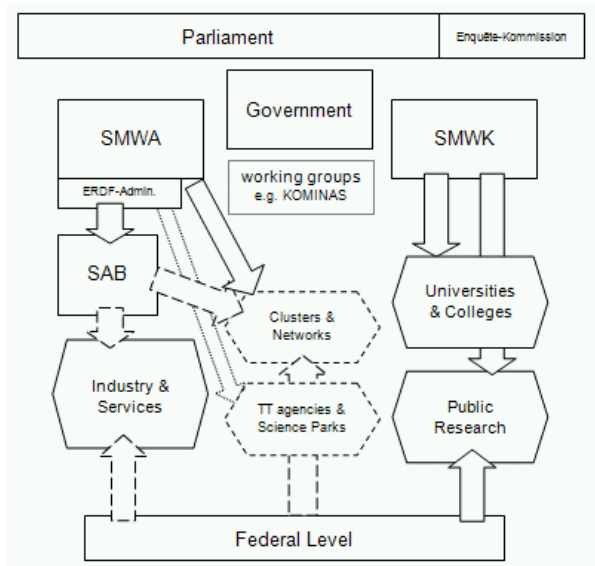 Parliament
Enquête-Kommission
Government
SMWA
SMWK
ERDF-Admin.
working groups
e.g. KOMINAS
SAB
Universities
& Colleges
Clusters &
Networks
Industry &
Services
TT agencies &
Science Parks
Public
Research
Federal Level